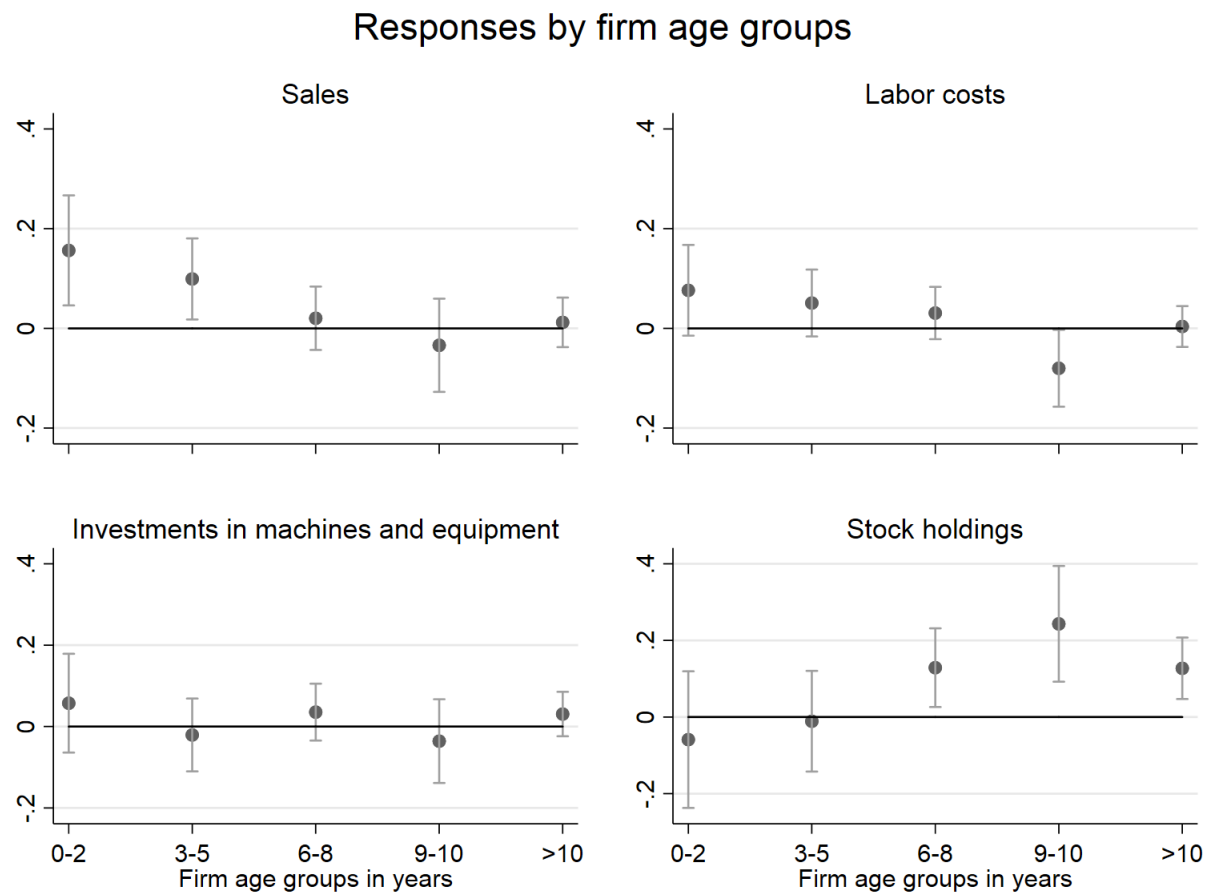 Responses by firm age groups
Sales
.4
.2
0
-.2
Labor costs
.4
.2
0
-.2
Investments in machines and equipment
.4
.2
0
-.2
0-2 3-5 6-8 9-10 >10
Firm age groups in years
Stock holdings
.4
.2
0
-.2
0-2 3-5 6-8 9-10 >10
Firm age groups in years